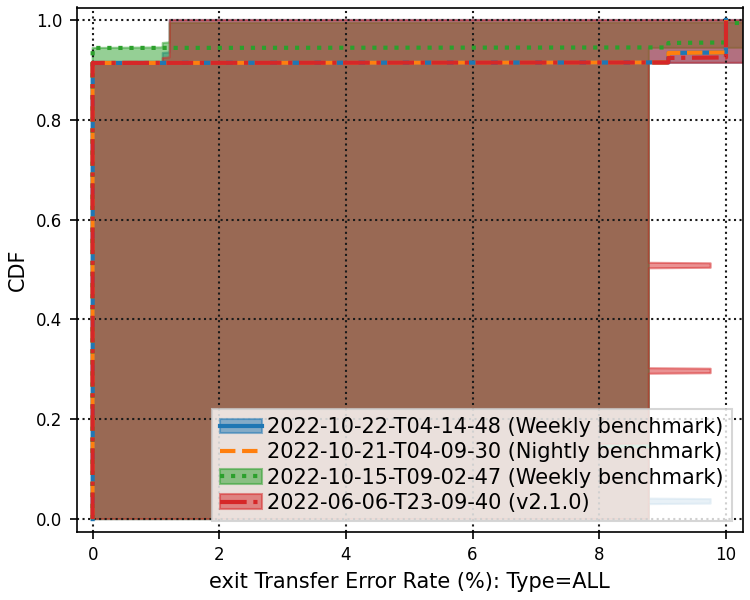 1.0
0.8
0.6
0.4
0.2
0.0
CDF
2022-10-22-T04-14-48 (Weekly benchmark)
2022-10-21-T04-09-30 (Nightly benchmark)
2022-10-15-T09-02-47 (Weekly benchmark)
2022-06-06-T23-09-40 (v2.1.0)
0 2 4 6 8 10
exit Transfer Error Rate (%): Type=ALL